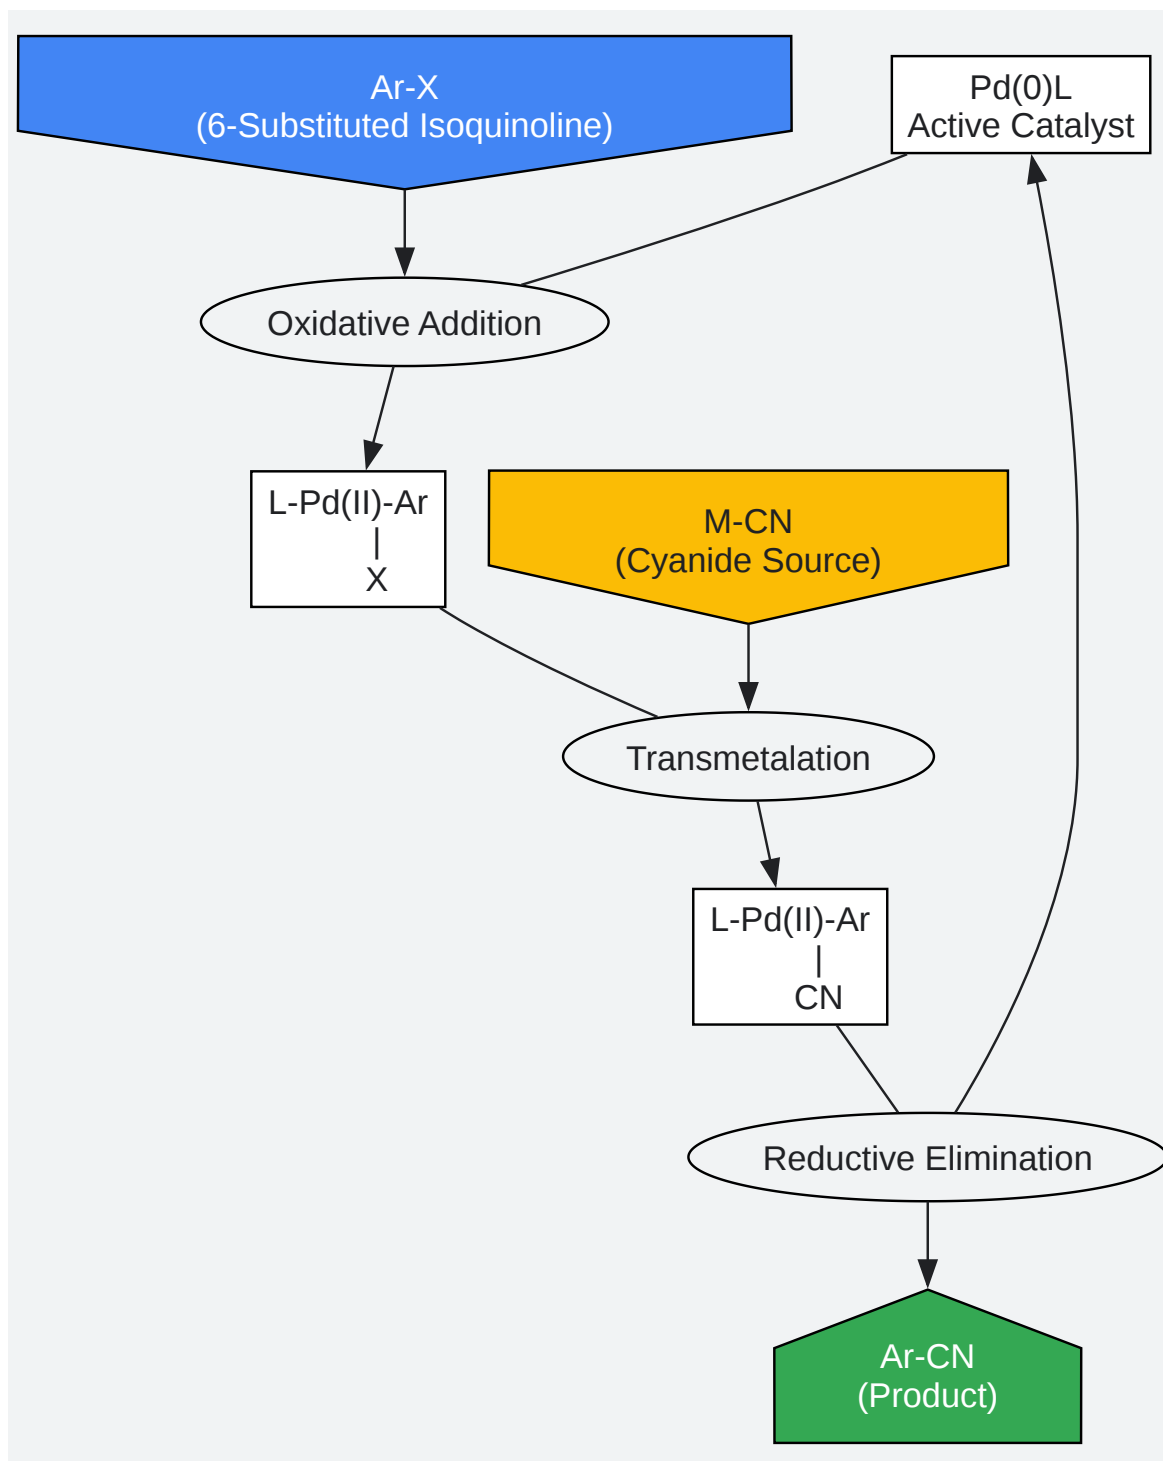 Ar-X
(6-Substituted Isoquinoline)
Pd(0)L
Active Catalyst
Oxidative Addition
L-Pd(II)-Ar
|
X
M-CN
(Cyanide Source)
Transmetalation
L-Pd(II)-Ar
|
CN
Reductive Elimination
Ar-CN
(Product)